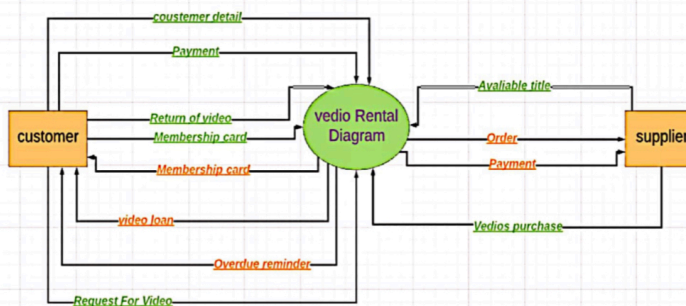 coustemer detail
Payment
Return of video
Membership card
Membership card
video loan
Overdue reminder
Request For Video
customer
vedio Rental
Diagram
Avaliable title
Order
Payment
Vedios purchase
supplier